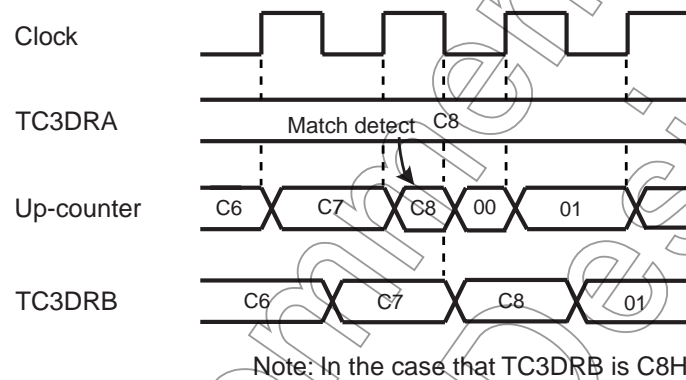 Clock
TC3DRA
Match detect C8
Up-counter C6 C7 C8 00 01
TC3DRB C6 C7 C8 01
Note: In the case that TC3DRB is C8H